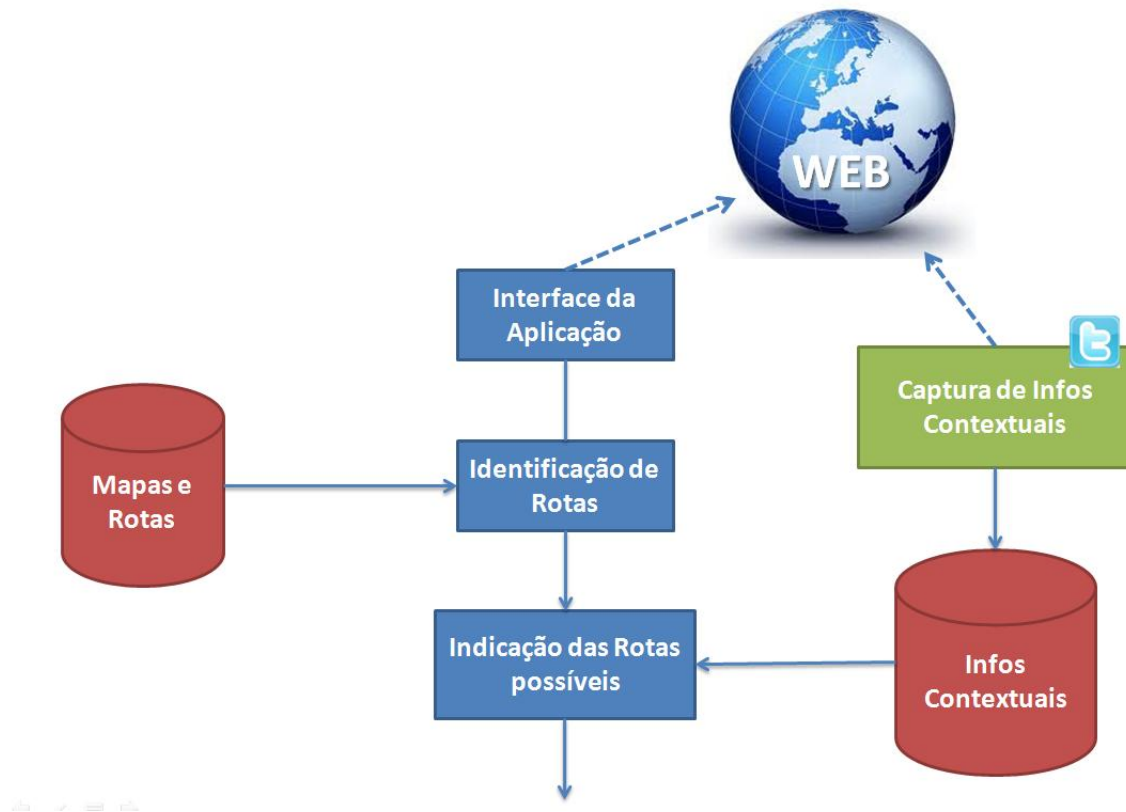 WEB
Interface da
Aplicação
Captura de Infos
Contextuais
Mapas e
Rotas
Identificação de
Rotas
Indicação das Rotas
possíveis
Infos
Contextuais